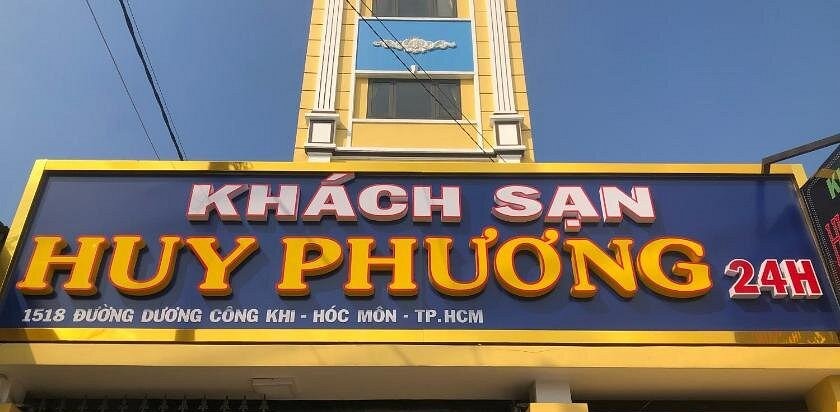 KHÁCH SẠN
HUY PHƯƠNG 24H
1518 ĐƯỜNG DƯƠNG CÔNG KHI - HÓC MÔN - TP.HCM